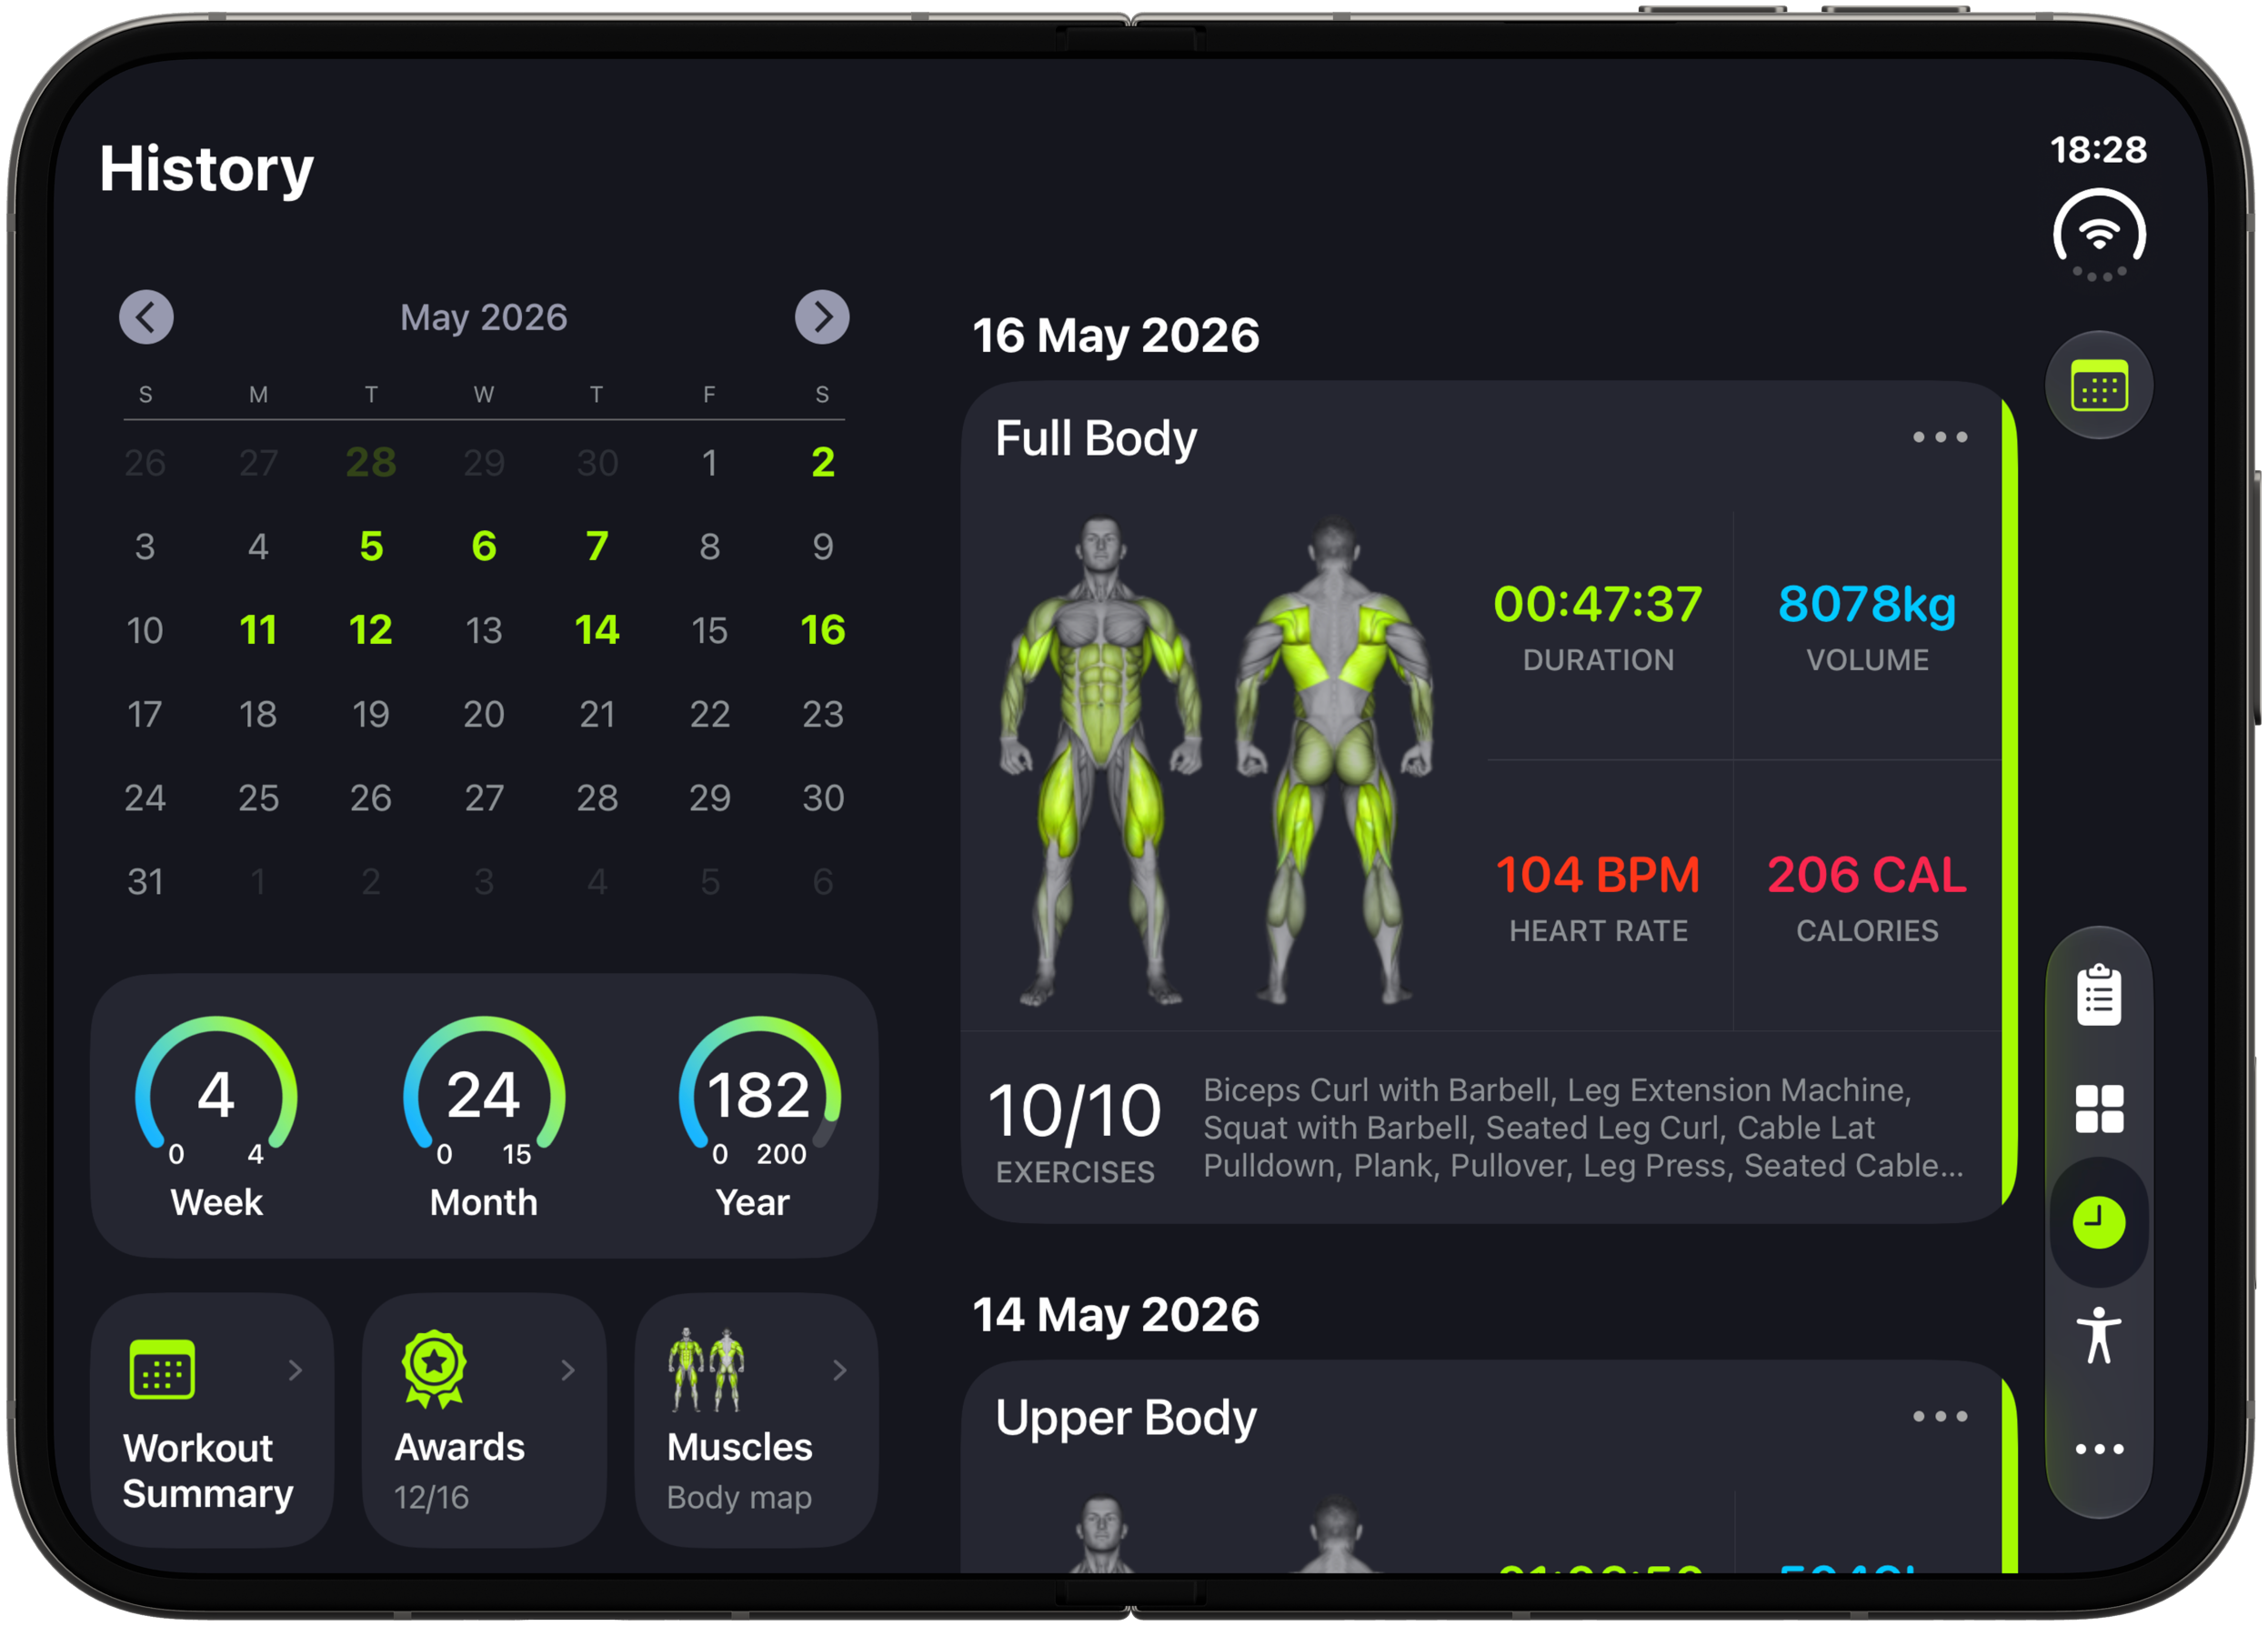 History
18:28
May 2026
S M T W T F S
26 27 28 29 30 1 2
3 4 5 6 7 8 9
10 11 12 13 14 15 16
17 18 19 20 21 22 23
24 25 26 27 28 29 30
31 1 2 3 4 5 6
4
0 4
Week
24
0 15
Month
182
0 200
Year
Workout
Summary
Awards
12/16
Muscles
Body map
16 May 2026
Full Body
00:47:37
DURATION
8078kg
VOLUME
104 BPM
HEART RATE
206 CAL
CALORIES
10/10
EXERCISES
Biceps Curl with Barbell, Leg Extension Machine,
Squat with Barbell, Seated Leg Curl, Cable Lat
Pulldown, Plank, Pullover, Leg Press, Seated Cable...
14 May 2026
Upper Body